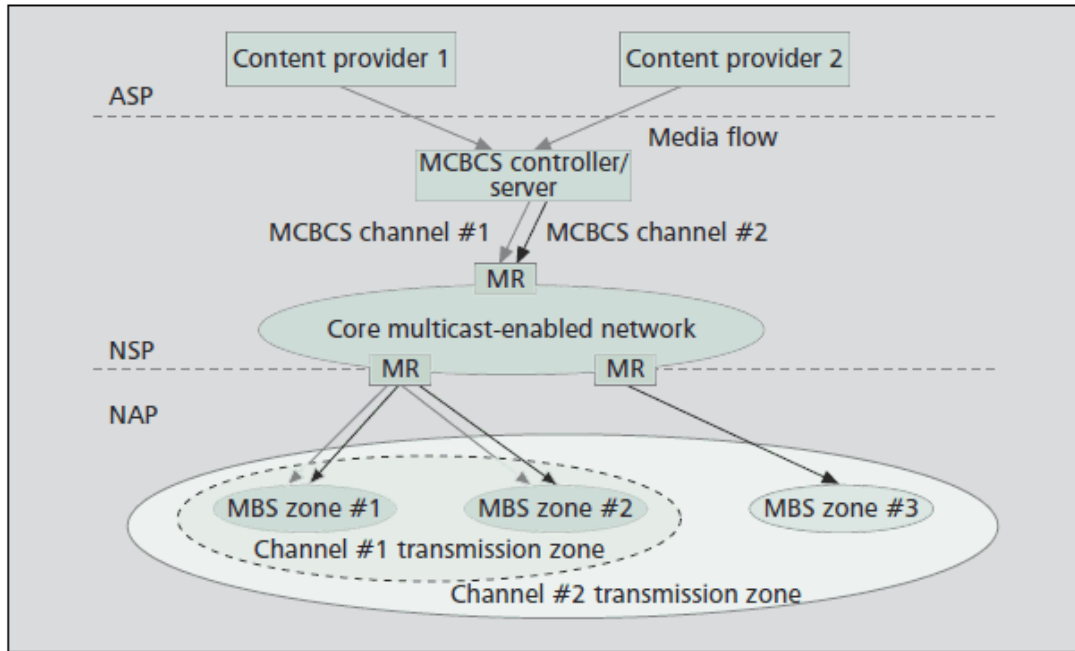 Content provider 1
Content provider 2
ASP
Media flow
MCBCS controller/
server
MCBCS channel #1
MCBCS channel #2
MR
Core multicast-enabled network
NSP
MR
MR
NAP
MBS zone #1
MBS zone #2
MBS zone #3
Channel #1 transmission zone
Channel #2 transmission zone